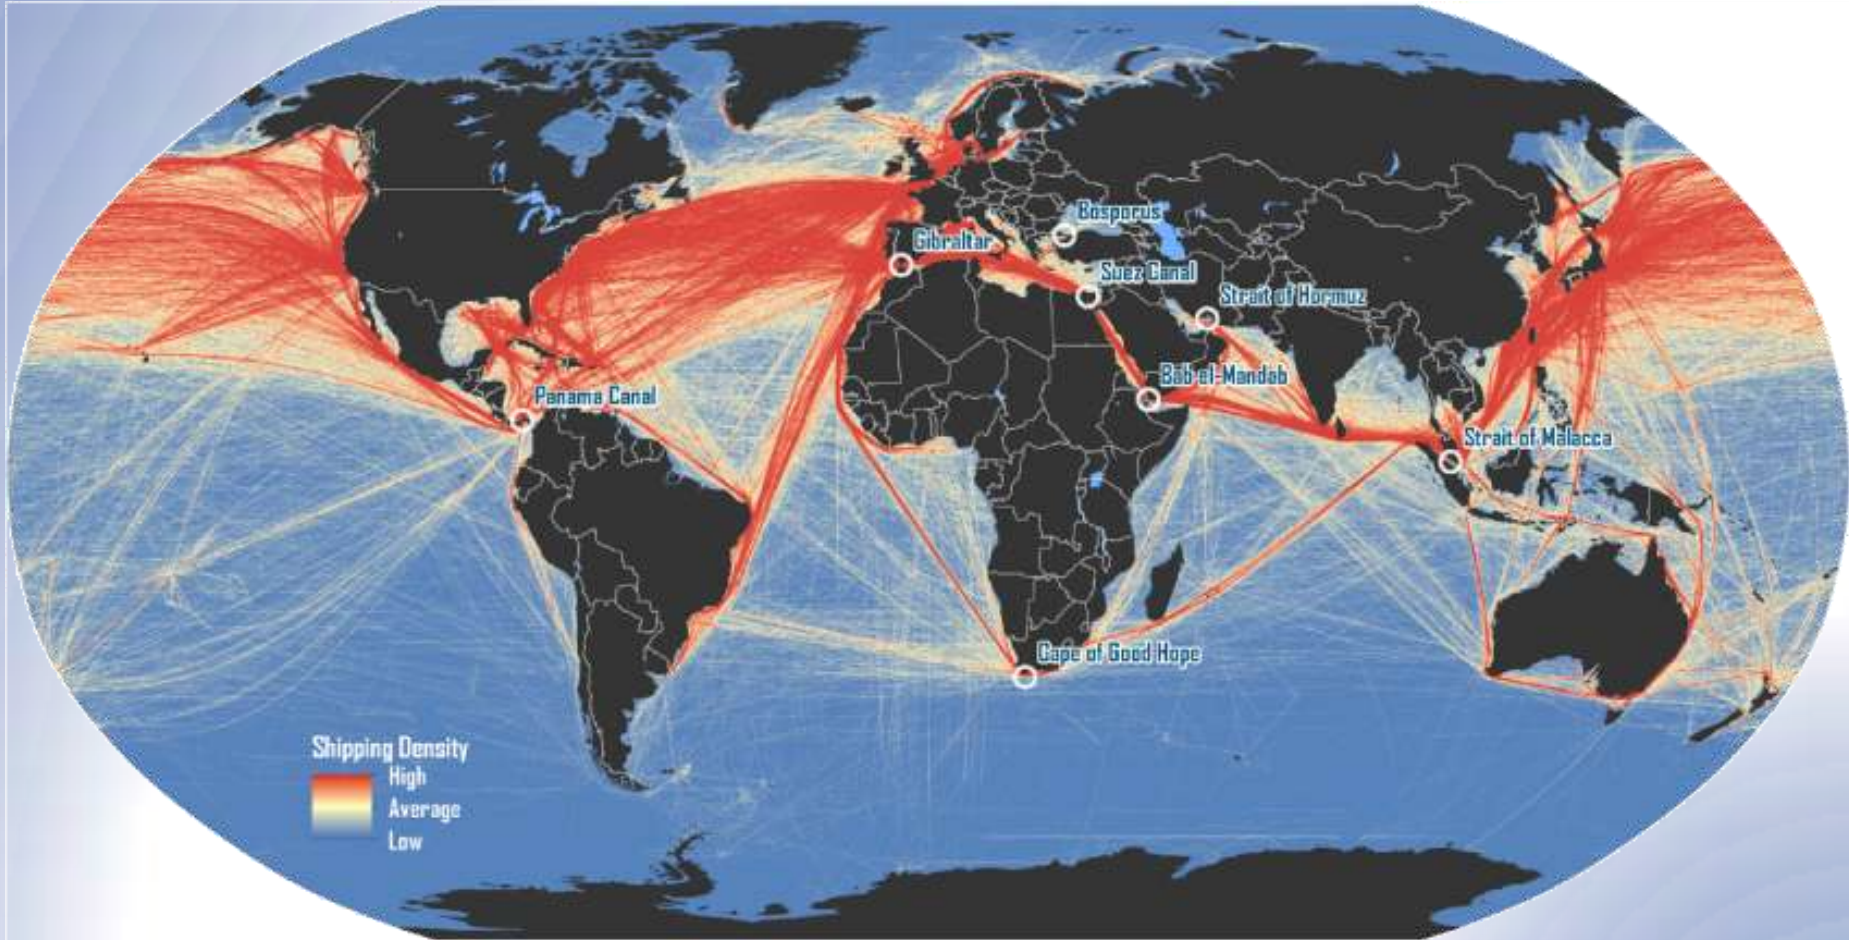 Bosporus
Gibraltar
Suez Canal
Strait of Hormuz
Bab el-Mandab
Panama Canal
Strait of Malacca
Cape of Good Hope
Shipping Density
High
Average
Low